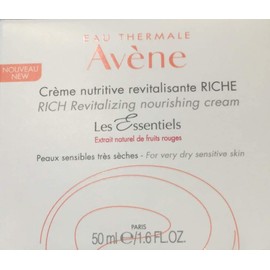 EAU THERMALE
Avène
NOUVEAU
NEW
Crème nutritive revitalisante RICHE
RICH Revitalizing nourishing cream
Les Essentiels
Extrait naturel de fruits rouges
Peaux sensibles très sèches - For very dry sensitive skin
PARIS
50 ml e/1.6 FL.OZ.